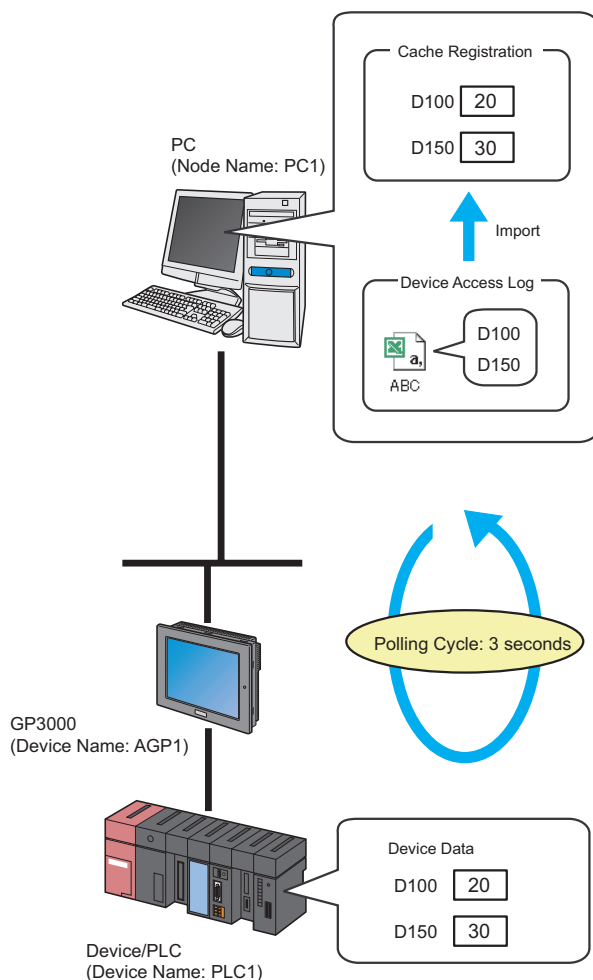 Cache Registration
D100 20
D150 30
PC
(Node Name: PC1)
Import
Device Access Log
D100
D150
a,
ABC
Polling Cycle: 3 seconds
GP3000
(Device Name: AGP1)
Device Data
D100 20
D150 30
Device/PLC
(Device Name: PLC1)